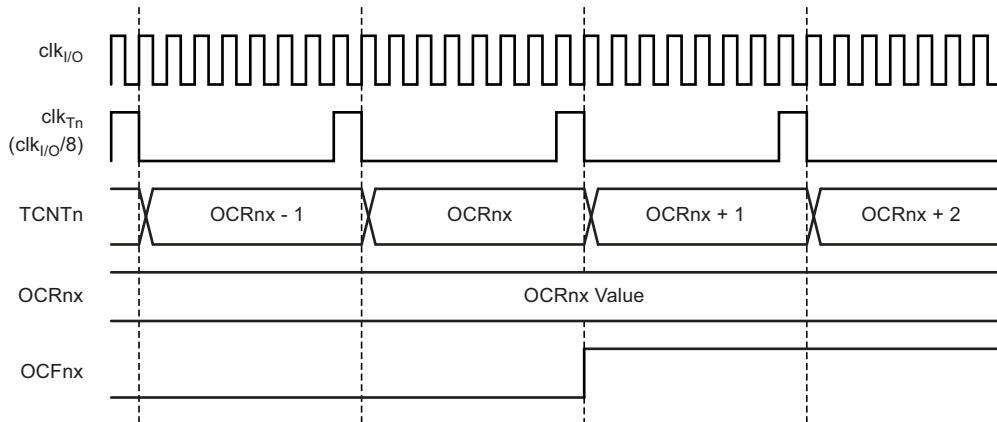 clkI/O
clkTn
(clkI/O/8)
TCNTn
OCRnx - 1
OCRnx
OCRnx + 1
OCRnx + 2
OCRnx
OCRnx Value
OCFnx